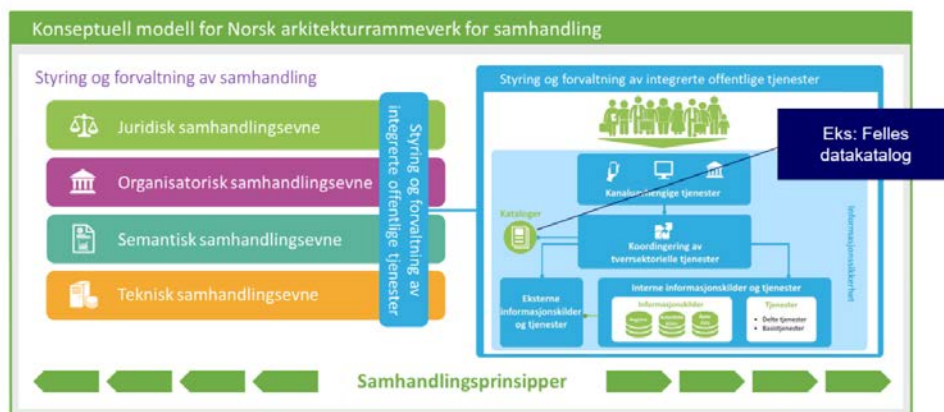 Konseptuell modell for Norsk arkitekturrammeverk for samhandling
Styring og forvaltning av samhandling
Juridisk samhandlingsevne
Organisatorisk samhandlingsevne
Semantisk samhandlingsevne
Teknisk samhandlingsevne
Styring og forvaltning av
integrerte offentlige tjenester
Styring og forvaltning av integrerte offentlige tjenester
Eks: Felles
datakatalog
Kanaluavhengige tjenester
Kataloger
Koordinering av
tverrsektorielle tjenester
Informasjonssikkerhet
Eksterne
informasjonskilder
og tjenester
Interne informasjonskilder og tjenester
Informasjonskilder
Tjenester
• Delte tjenester
• Basistjenester
Samhandlingsprinsipper